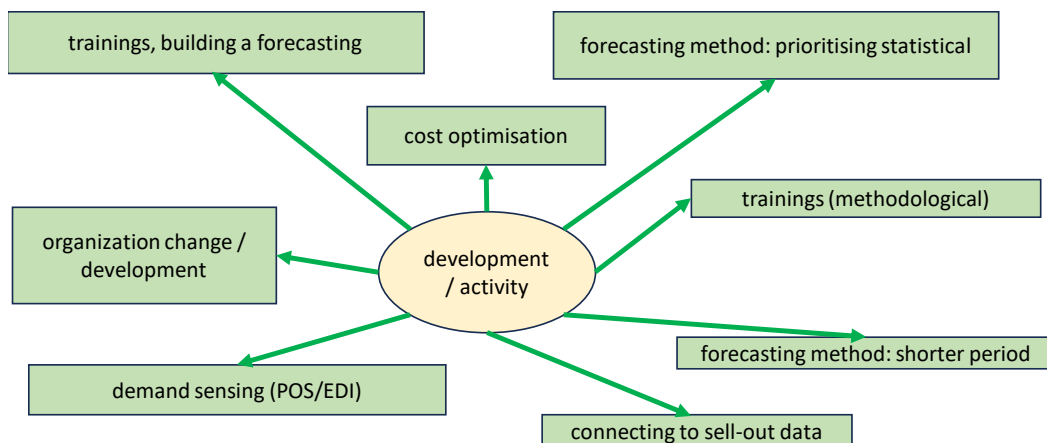 trainings, building a forecasting
forecasting method: prioritising statistical
cost optimisation
trainings (methodological)
organization change /
development
development
/ activity
forecasting method: shorter period
demand sensing (POS/EDI)
connecting to sell-out data